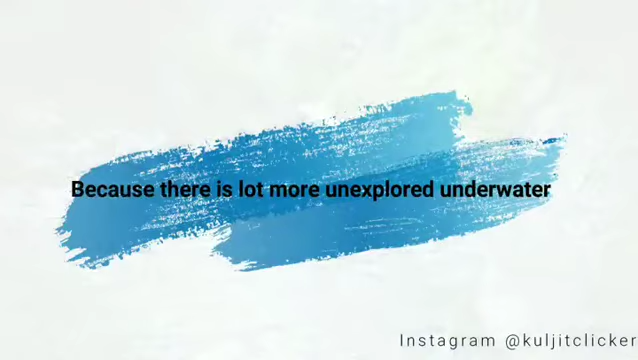 Because there is lot more unexplored underwater
Instagram @kuljitclicker